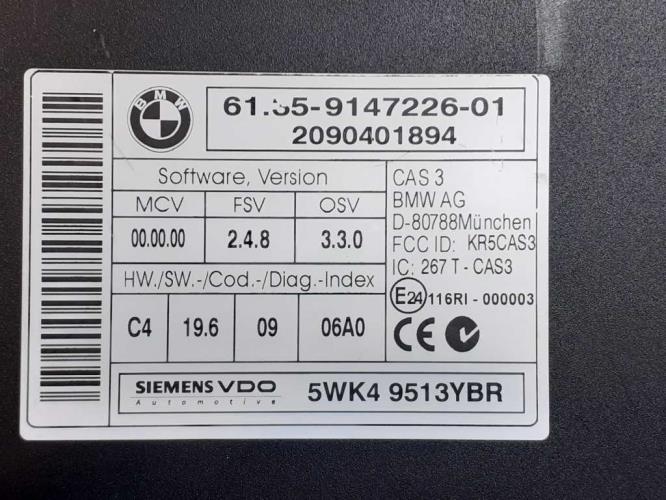 BMW
61.35-9147226-01
2090401894
Software, Version
MCV FSV OSV
00.00.00 2.4.8 3.3.0
HW./SW.-/Cod.-/Diag.-Index
C4 19.6 09 06A0
CAS 3
BMW AG
D-80788München
FCC ID: KR5CAS3
IC: 267 T - CAS3
E24 116RI - 000003
CE
SIEMENS VDO
Automotive
5WK4 9513YBR